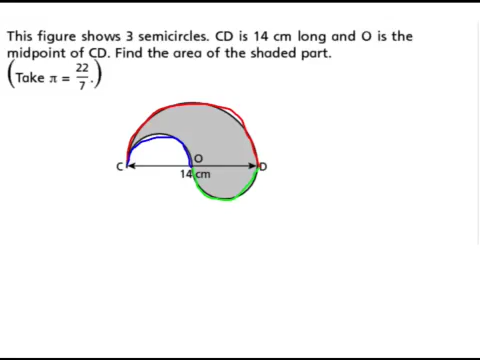 This figure shows 3 semicircles. CD is 14 cm long and O is the
midpoint of CD. Find the area of the shaded part.
(Take π = 22/7.)
C O D
14 cm